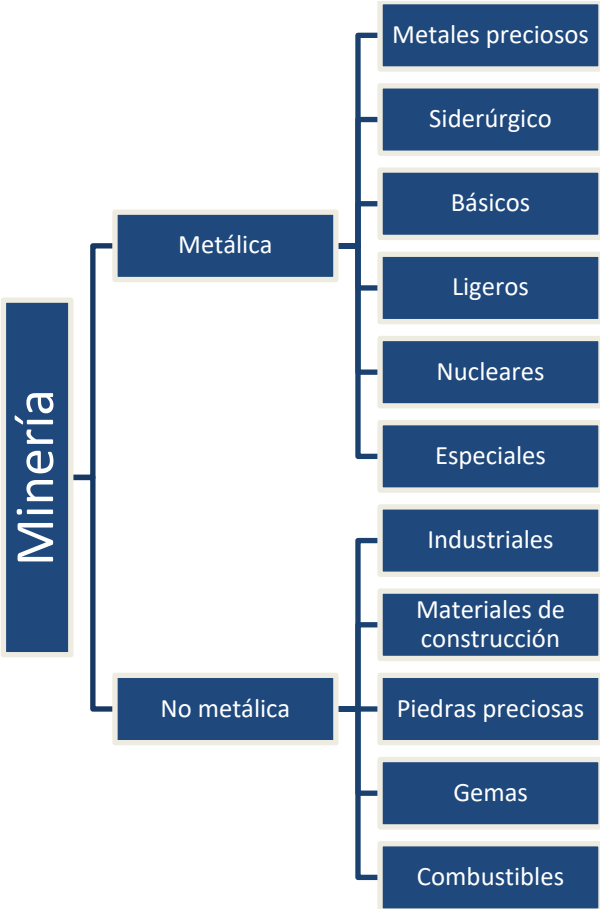 Minería
Metálica
Metales preciosos
Siderúrgico
Básicos
Ligeros
Nucleares
Especiales
No metálica
Industriales
Materiales de
construcción
Piedras preciosas
Gemas
Combustibles